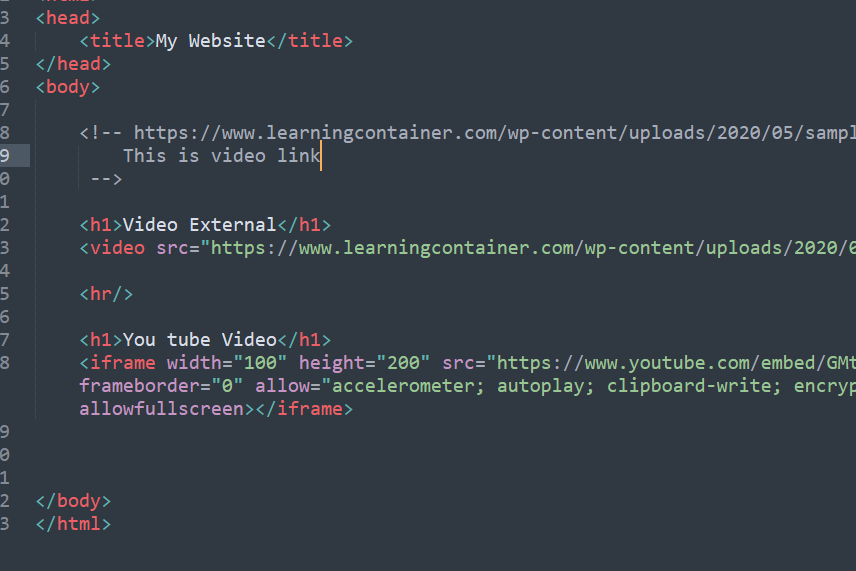 3 <head>
4 <title>My Website</title>
5 </head>
6 <body>
7
8 <!-- https://www.learningcontainer.com/wp-content/uploads/2020/05/sampl
9 This is video link
0 -->
1
2 <h1>Video External</h1>
3 <video src="https://www.learningcontainer.com/wp-content/uploads/2020/0
4
5 <hr/>
6
7 <h1>You tube Video</h1>
8 <iframe width="100" height="200" src="https://www.youtube.com/embed/GMt
frameborder="0" allow="accelerometer; autoplay; clipboard-write; encryp
allowfullscreen></iframe>
9
0
1
2 </body>
3 </html>